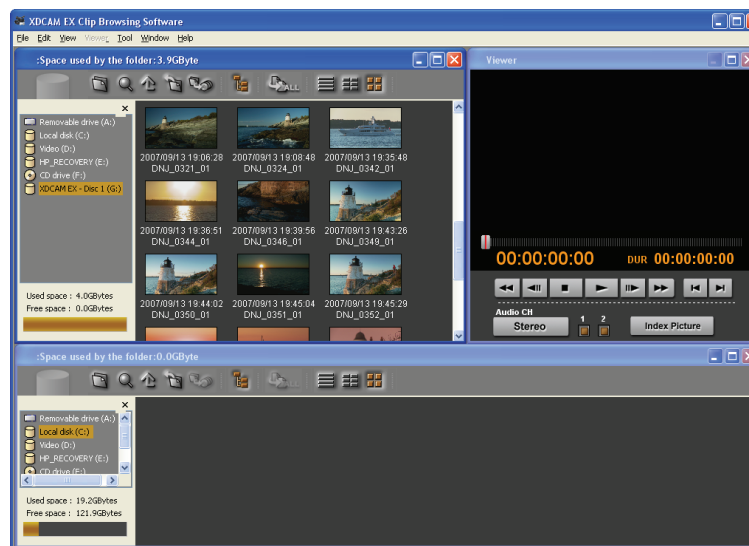 XDCAM EX Clip Browsing Software
File Edit View Viewer Tool Window Help
:Space used by the folder:3.9GByte
Viewer
ALL
Removable drive (A:)
Local disk (C:)
Video (D:)
HP_RECOVERY (E:)
CD drive (F:)
XDCAM EX - Disc 1 (G:)
Used space : 4.0GBytes
Free space : 0.0GBytes
2007/09/13 19:06:28 2007/09/13 19:08:48 2007/09/13 19:35:48
DNJ_0321_01 DNJ_0324_01 DNJ_0342_01
2007/09/13 19:36:51 2007/09/13 19:39:56 2007/09/13 19:43:26
DNJ_0344_01 DNJ_0346_01 DNJ_0349_01
2007/09/13 19:44:02 2007/09/13 19:45:04 2007/09/13 19:45:29
DNJ_0350_01 DNJ_0351_01 DNJ_0352_01
00:00:00:00 DUR 00:00:00:00
Audio CH
Stereo 1 2 Index Picture
:Space used by the folder:0.0GByte
ALL
Removable drive (A:)
Local disk (C:)
Video (D:)
HP_RECOVERY (E:)
CD drive (F:)
Used space : 19.2GBytes
Free space : 121.9GBytes